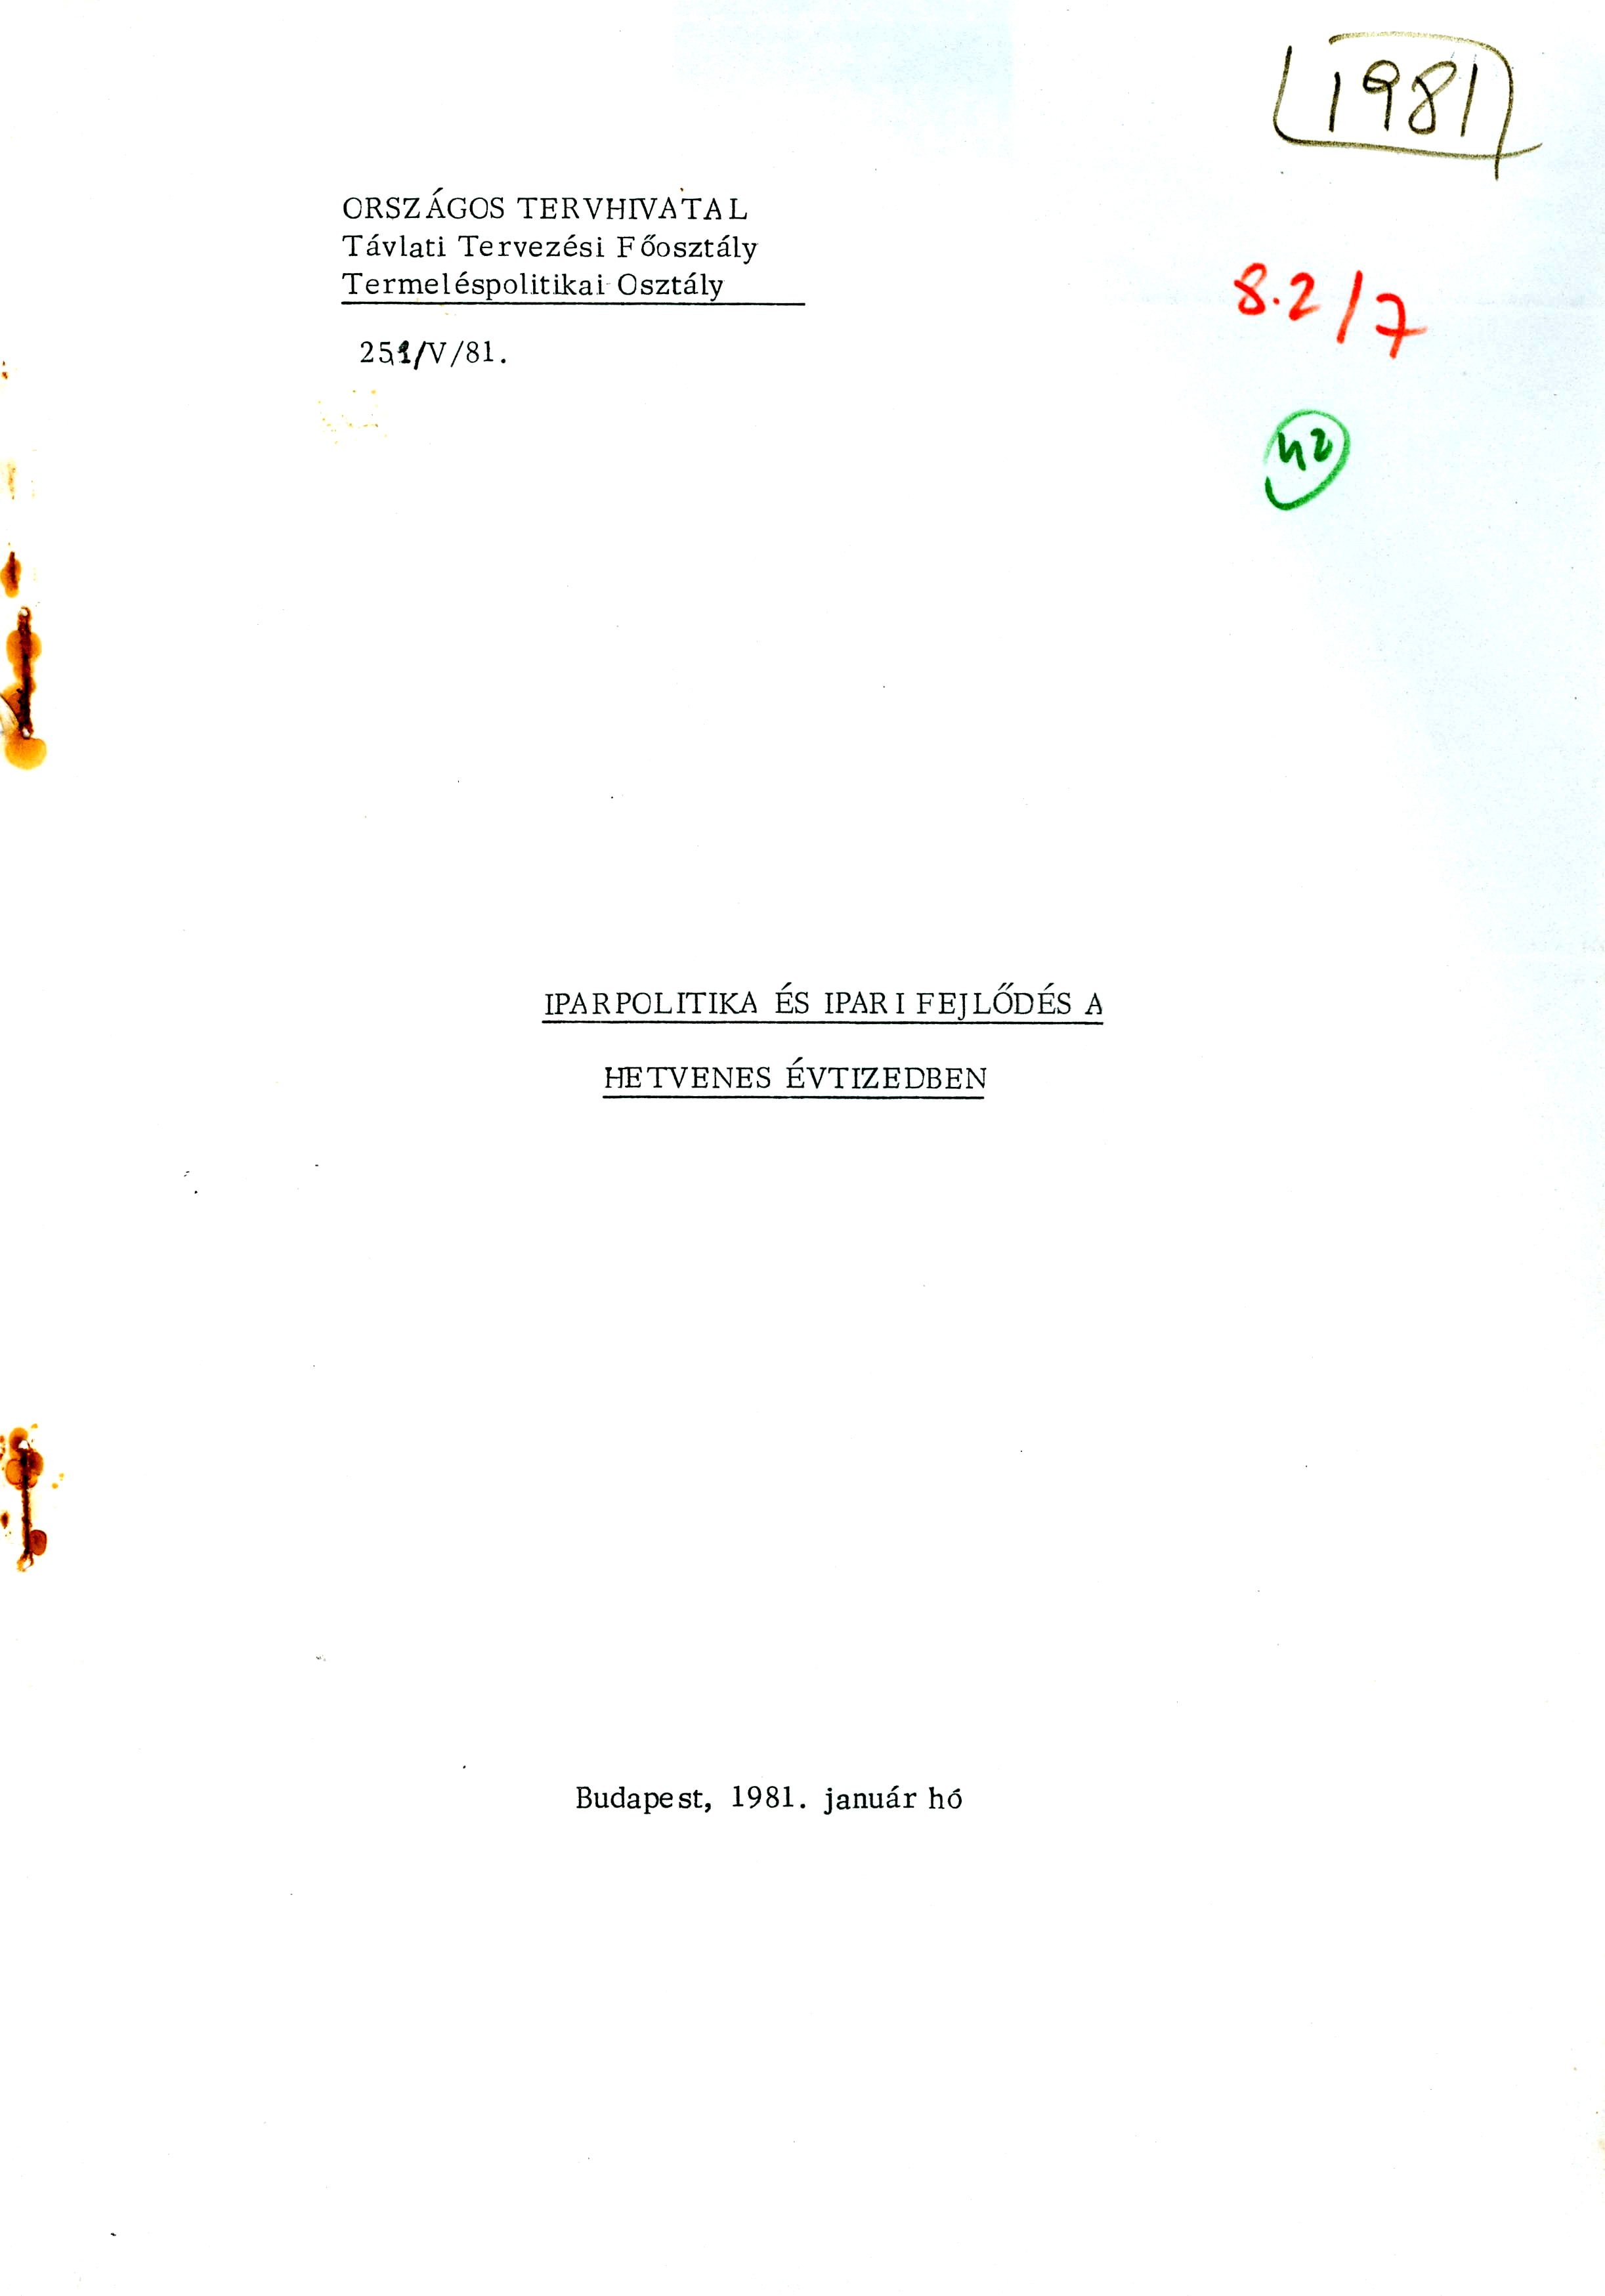 1981
ORSZÁGOS TERVHIVATAL
Távlati Tervezési Főosztály
Termeléspolitikai Osztály
8.2/7
251/V/81.
42
IPARPOLITIKA ÉS IPARI FEJLŐDÉS A
HETVENES ÉVTIZEDBEN
Budapest, 1981. január hó